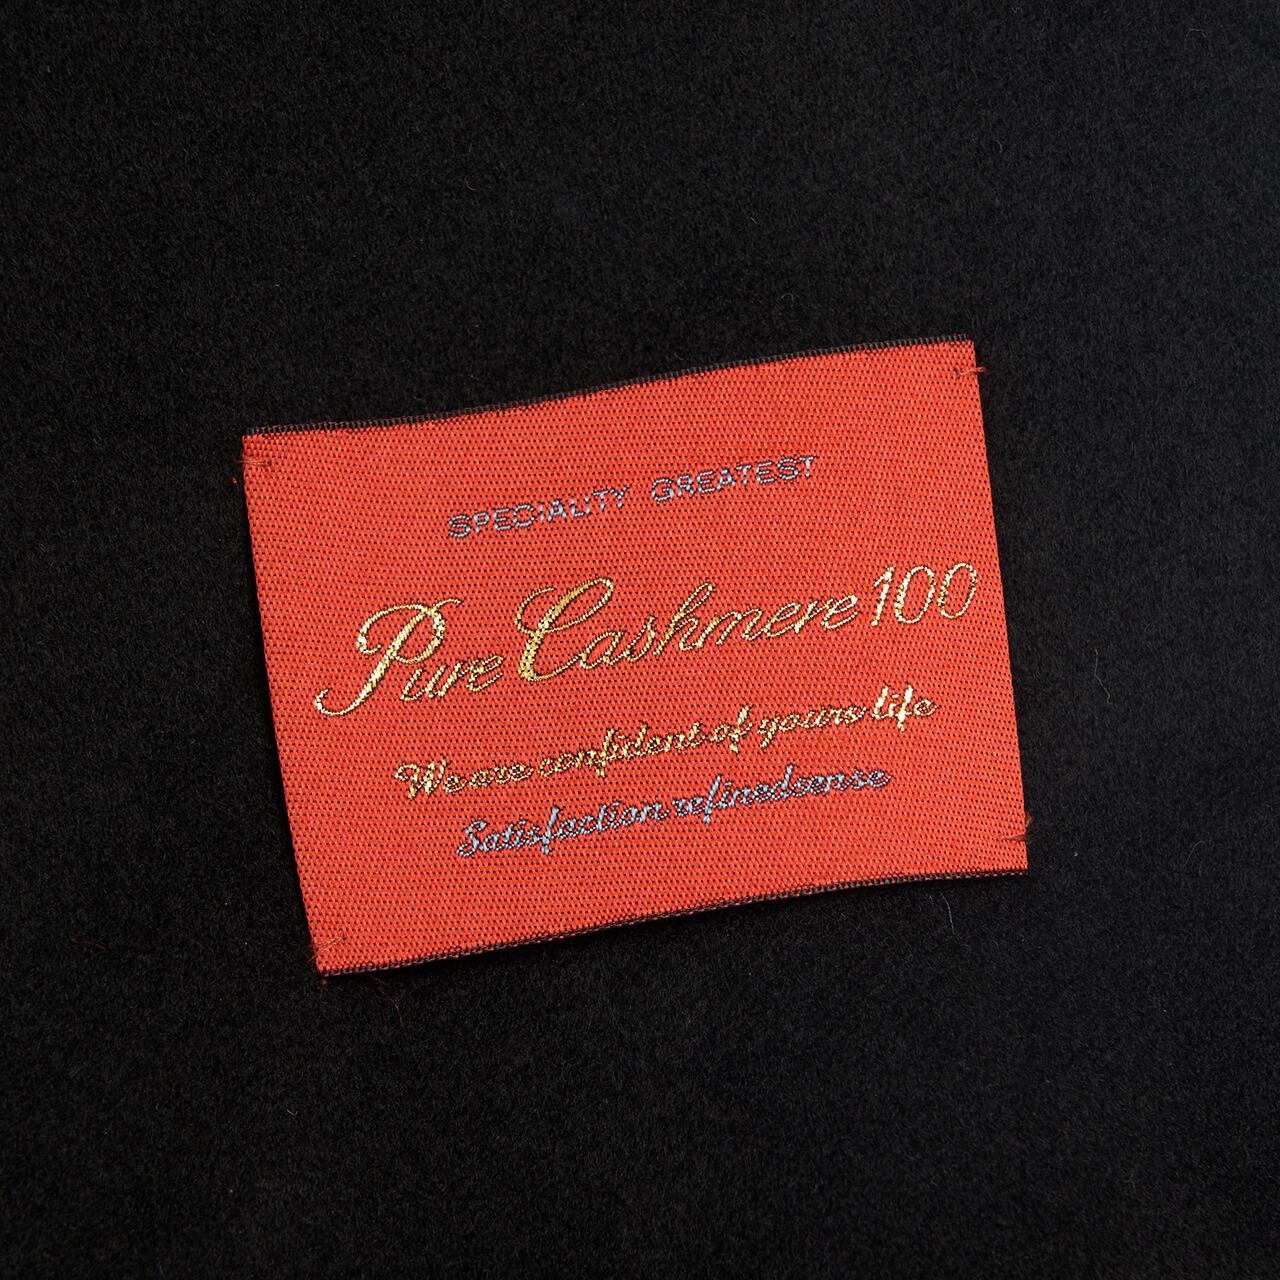 SPECIALITY GREATEST
Pure Cashmere 100
We are confident of yours life
Satisfaction refinedsense